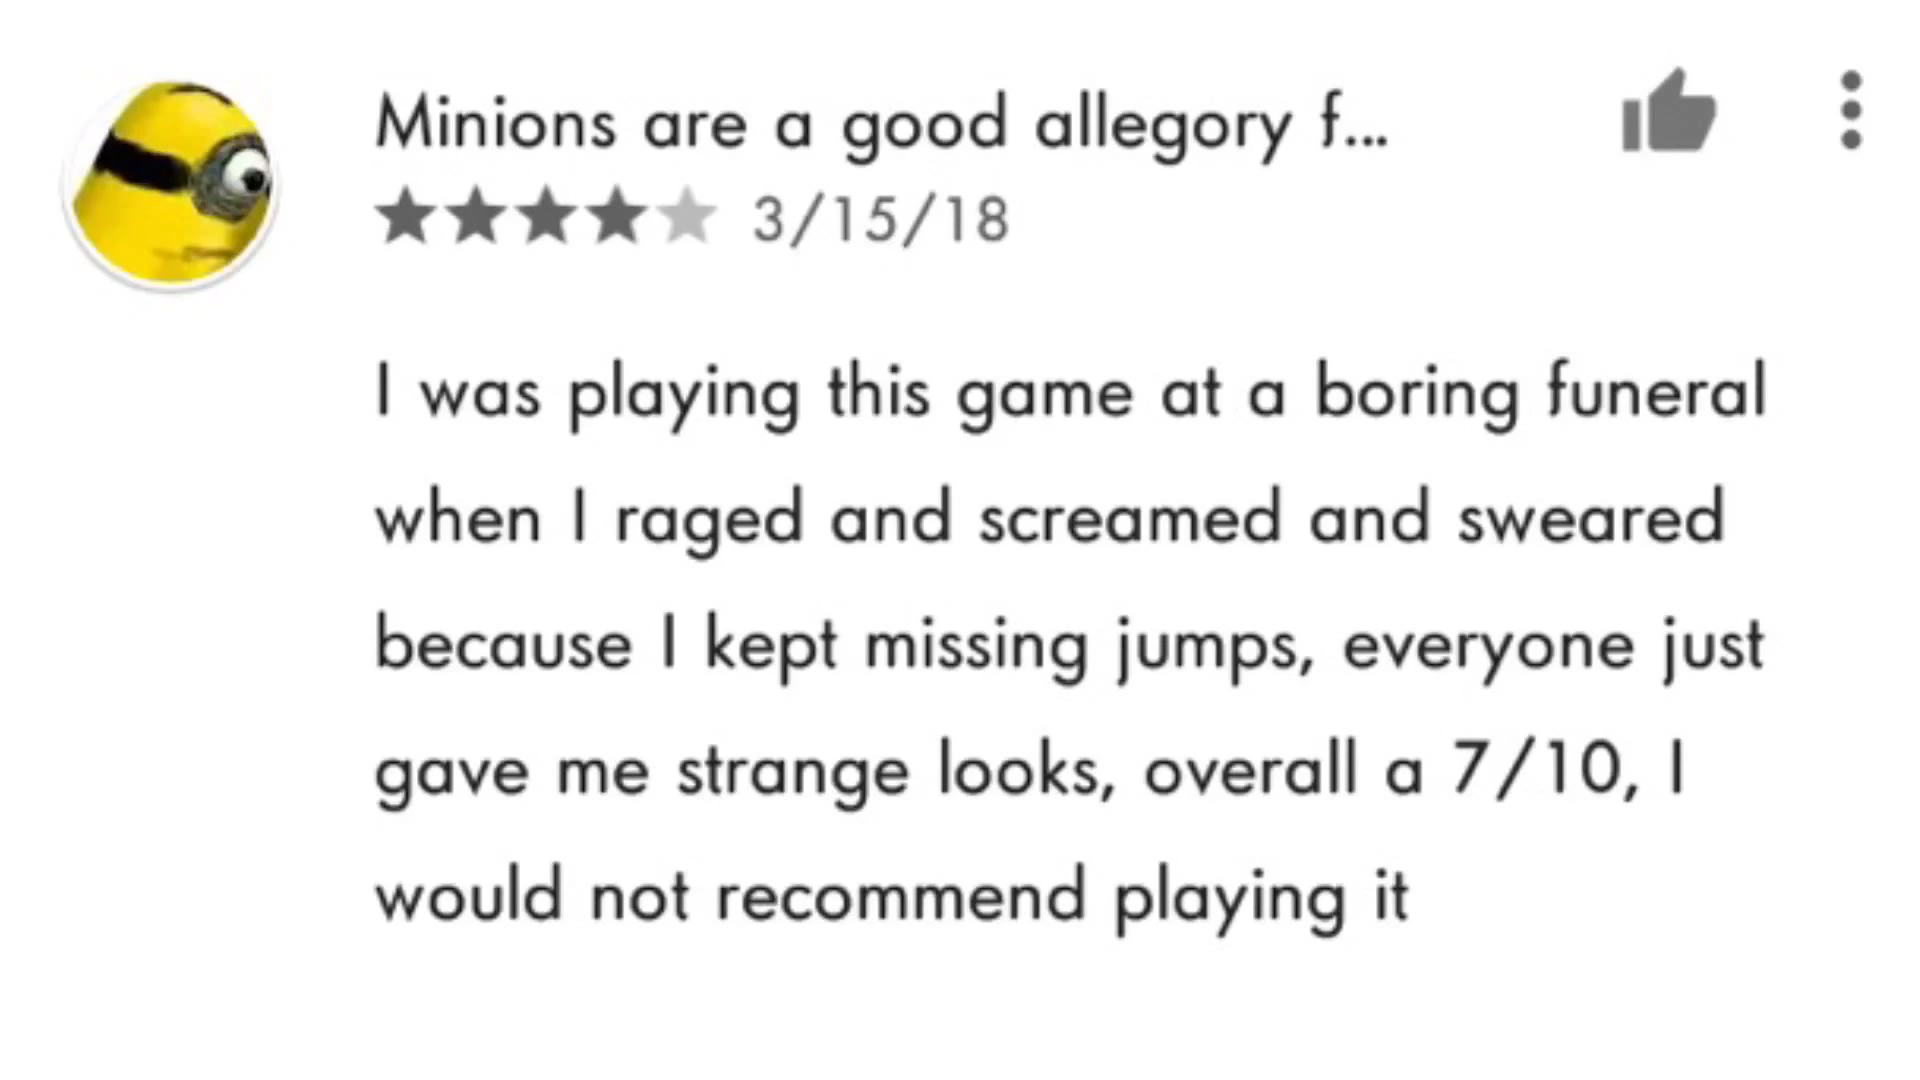 Minions are a good allegory f...
3/15/18
I was playing this game at a boring funeral
when I raged and screamed and sweared
because I kept missing jumps, everyone just
gave me strange looks, overall a 7/10, I
would not recommend playing it